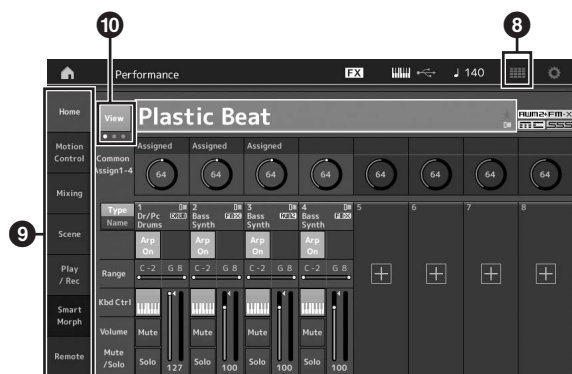 10
8
Performance
FX
140
9
Home
Motion
Control
Mixing
Scene
Play
/ Rec
Smart
Morph
Remote
View
Plastic Beat
AWM2+FM-X
Common
Assign1-4
Assigned
Assigned
Assigned
64
64
64
64
64
64
64
64
Type
Name
1
Dr/Pc
Drums
2
Bass
Synth
3
Bass
Synth
4
Bass
Synth
5
6
7
8
Arp
On
Arp
On
Arp
On
Arp
On
Range
C -2
G 8
C -2
G 8
C -2
G 8
C -2
G 8
Kbd Ctrl
Volume
Mute
Mute
Mute
Mute
Mute
/Solo
Solo
127
Solo
100
Solo
100
Solo
100